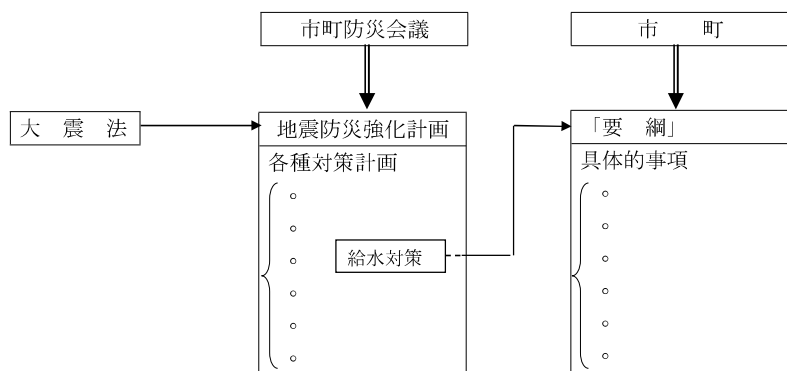 市町防災会議
市　　町
大　震　法
地震防災強化計画
各種対策計画
。
。
。
。
。
。
給水対策
「要　綱」
具体的事項
。
。
。
。
。
。